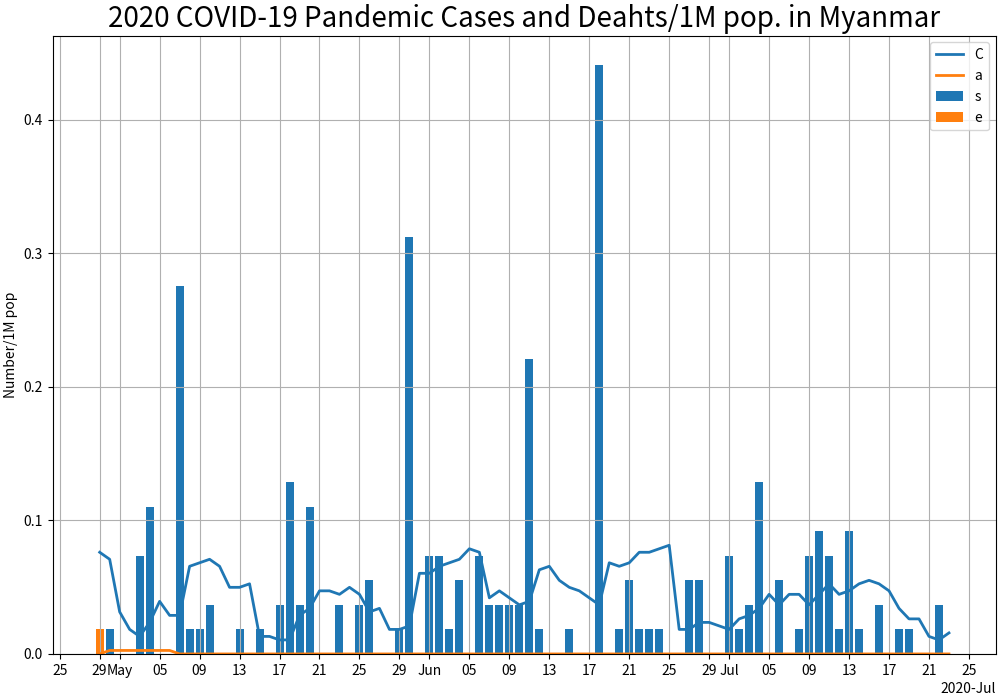 2020 COVID-19 Pandemic Cases and Deahts/1M pop. in Myanmar
C
a
s
e
Number/1M pop
0.4
0.3
0.2
0.1
0.0
25 29 May 05 09 13 17 21 25 29 Jun 05 09 13 17 21 25 29 Jul 05 09 13 17 21 25
2020-Jul